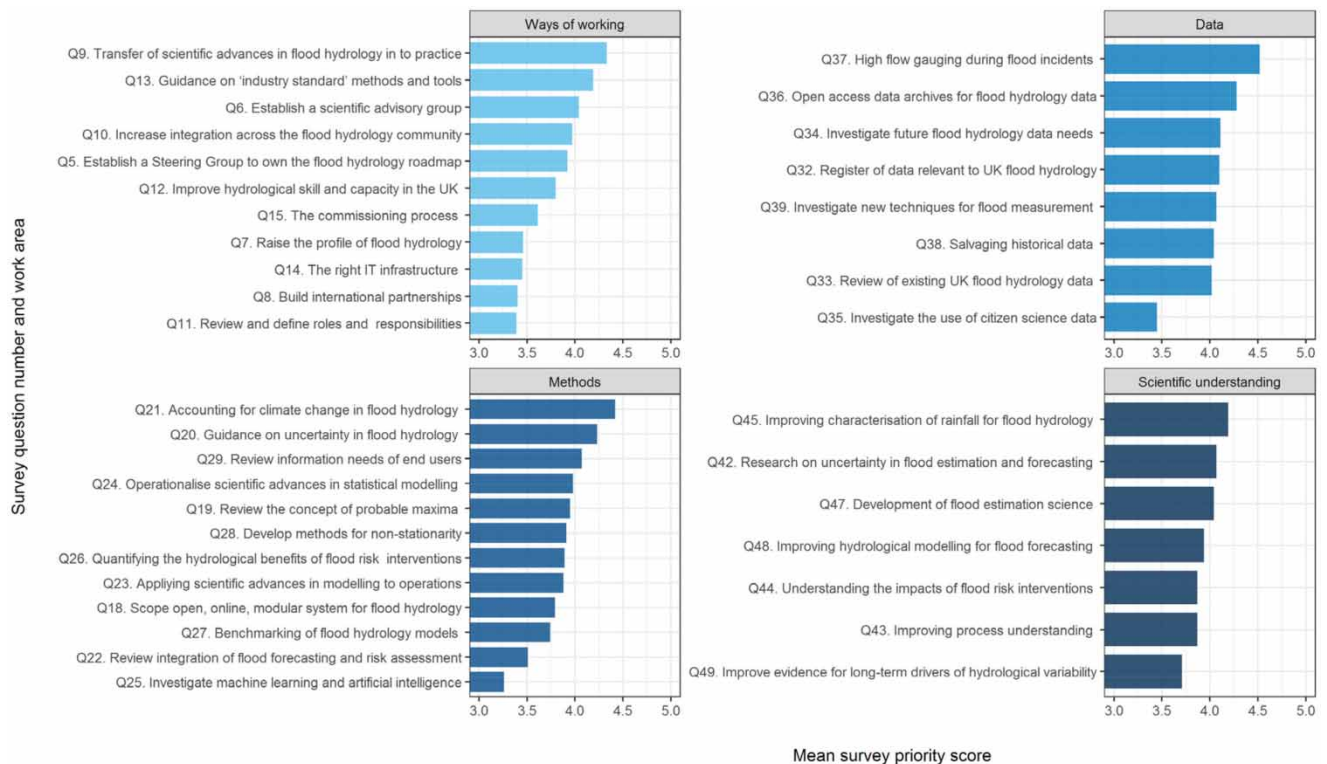 Survey question number and work area
Ways of working
Q9. Transfer of scientific advances in flood hydrology in to practice
Q13. Guidance on 'industry standard' methods and tools
Q6. Establish a scientific advisory group
Q10. Increase integration across the flood hydrology community
Q5. Establish a Steering Group to own the flood hydrology roadmap
Q12. Improve hydrological skill and capacity in the UK
Q15. The commissioning process
Q7. Raise the profile of flood hydrology
Q14. The right IT infrastructure
Q8. Build international partnerships
Q11. Review and define roles and responsibilities
3.0 3.5 4.0 4.5 5.0
Data
Q37. High flow gauging during flood incidents
Q36. Open access data archives for flood hydrology data
Q34. Investigate future flood hydrology data needs
Q32. Register of data relevant to UK flood hydrology
Q39. Investigate new techniques for flood measurement
Q38. Salvaging historical data
Q33. Review of existing UK flood hydrology data
Q35. Investigate the use of citizen science data
3.0 3.5 4.0 4.5 5.0
Methods
Q21. Accounting for climate change in flood hydrology
Q20. Guidance on uncertainty in flood hydrology
Q29. Review information needs of end users
Q24. Operationalise scientific advances in statistical modelling
Q19. Review the concept of probable maxima
Q28. Develop methods for non-stationarity
Q26. Quantifying the hydrological benefits of flood risk interventions
Q23. Appliying scientific advances in modelling to operations
Q18. Scope open, online, modular system for flood hydrology
Q27. Benchmarking of flood hydrology models
Q22. Review integration of flood forecasting and risk assessment
Q25. Investigate machine learning and artificial intelligence
3.0 3.5 4.0 4.5 5.0
Scientific understanding
Q45. Improving characterisation of rainfall for flood hydrology
Q42. Research on uncertainty in flood estimation and forecasting
Q47. Development of flood estimation science
Q48. Improving hydrological modelling for flood forecasting
Q44. Understanding the impacts of flood risk interventions
Q43. Improving process understanding
Q49. Improve evidence for long-term drivers of hydrological variability
3.0 3.5 4.0 4.5 5.0
Mean survey priority score